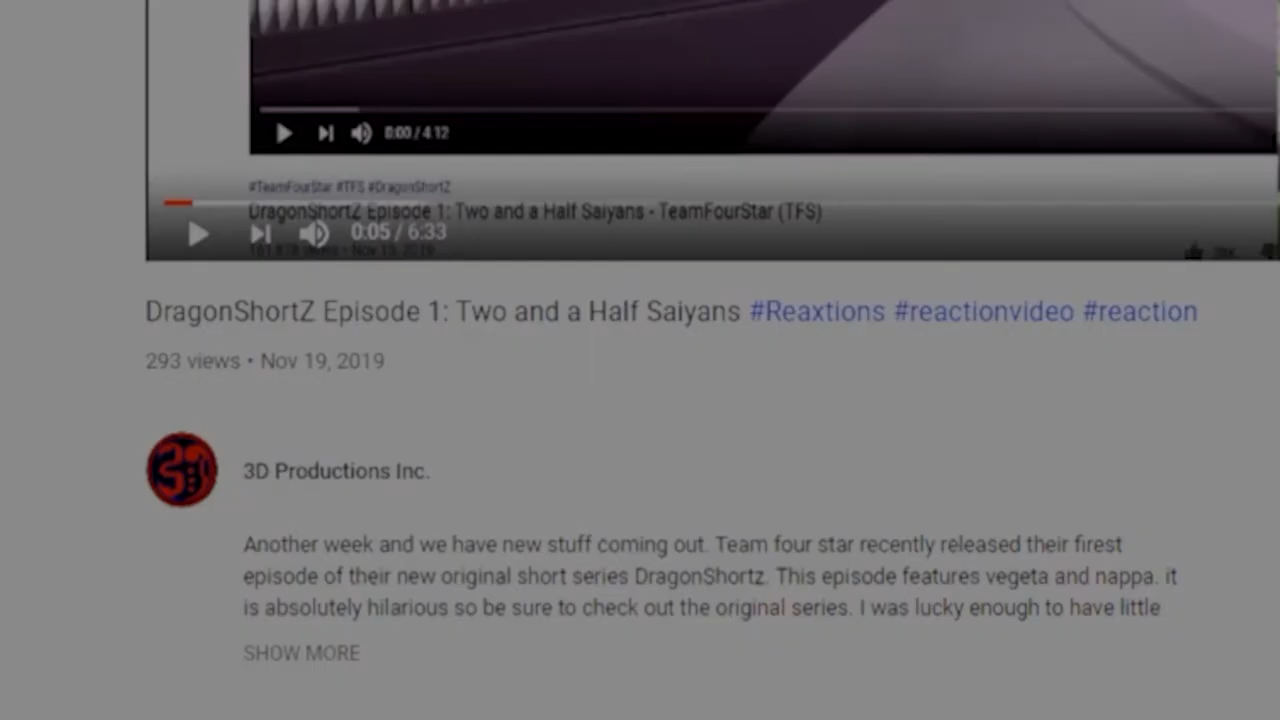 0:00 / 4:12
#TeamFourStar #TFS #DragonShortZ
DragonShortZ Episode 1: Two and a Half Saiyans - TeamFourStar (TFS)
0:05 / 6:33
Nov 15, 2019
DragonShortZ Episode 1: Two and a Half Saiyans #Reaxtions #reactionvideo #reaction
293 views • Nov 19, 2019
3D Productions Inc.
Another week and we have new stuff coming out. Team four star recently released their firest
episode of their new original short series DragonShortz. This episode features vegeta and nappa. it
is absolutely hilarious so be sure to check out the original series. I was lucky enough to have little
SHOW MORE